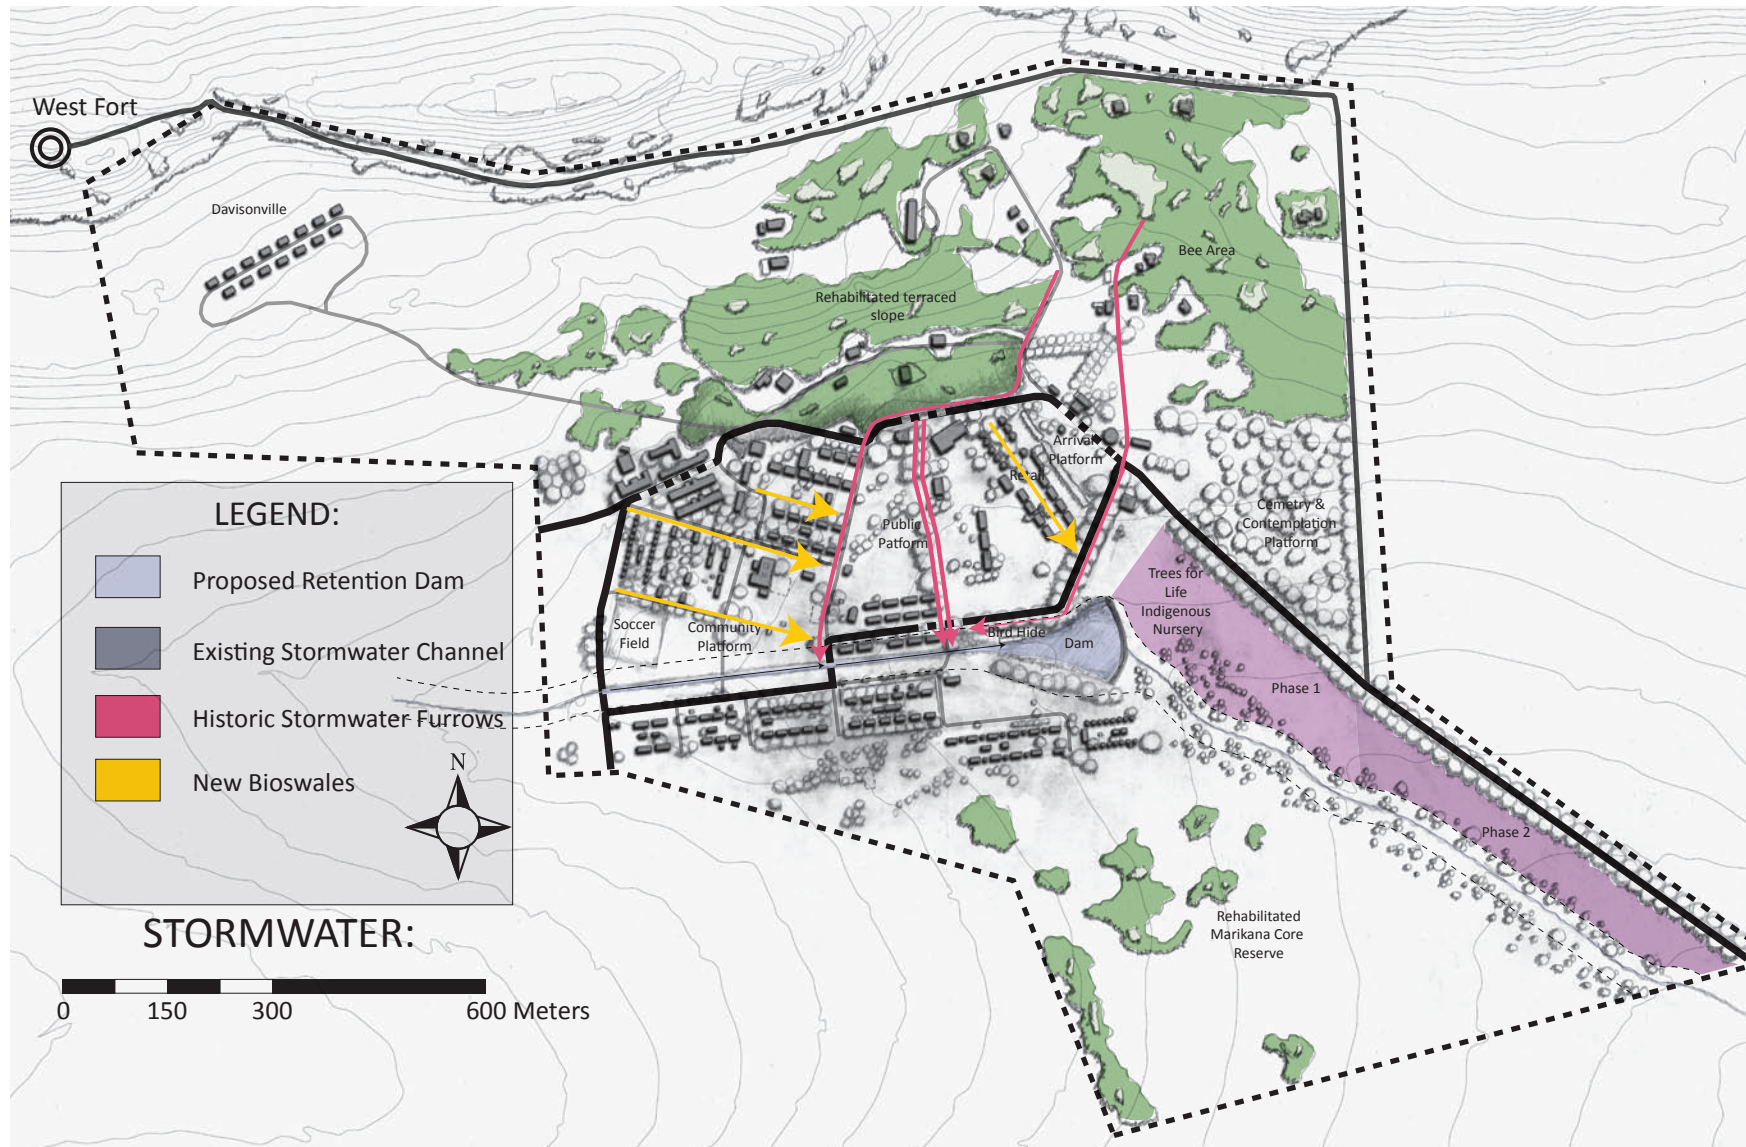 West Fort
Davisonville
Bee Area
Rehabilitated terraced
slope
Arrival
Platform
Retail
Public
Patform
Cemetry &
Contemplation
Platform
Trees for
Life
Indigenous
Nursery
Soccer
Field
Community
Platform
Bird Hide
Dam
Phase 1
Phase 2
Rehabilitated
Marikana Core
Reserve
LEGEND:
Proposed Retention Dam
Existing Stormwater Channel
Historic Stormwater Furrows
New Bioswales
N
STORMWATER:
0 150 300 600 Meters